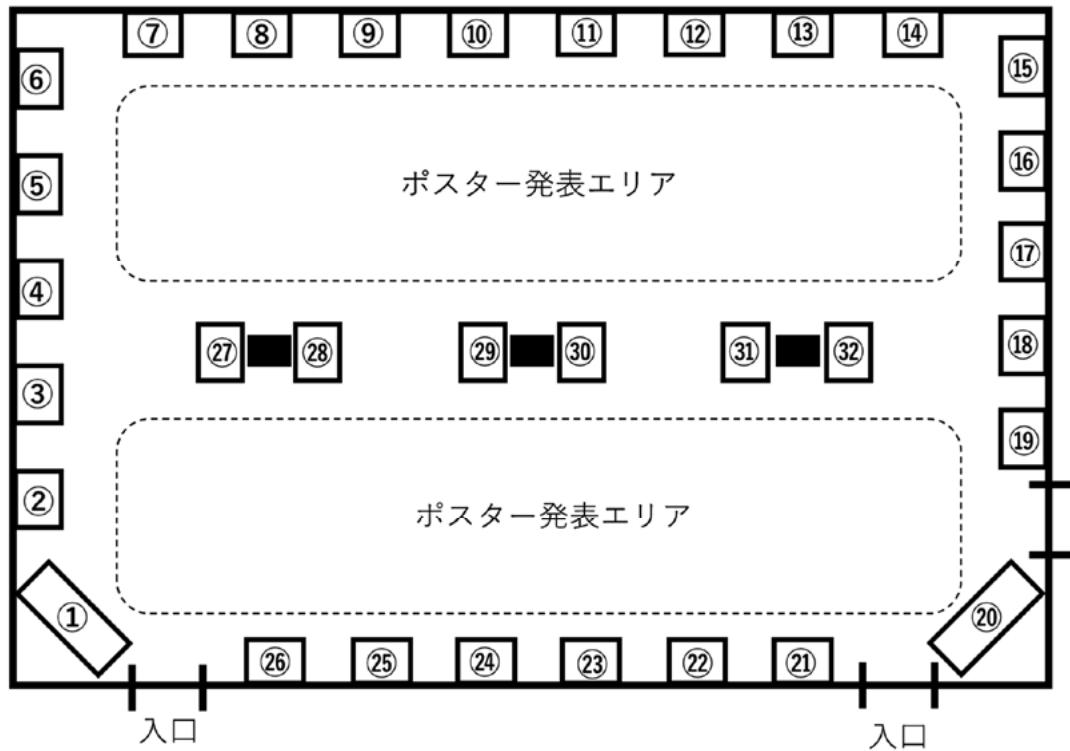 ⑦ ⑧ ⑨ ⑩ ⑪ ⑫ ⑬ ⑭
⑮
⑥
⑯
⑤
ポスター発表エリア
⑰
④
⑱
㉗ ㉘ ㉙ ㉚ ㉛ ㉜
③
⑲
②
ポスター発表エリア
①
⑳
㉖ ㉕ ㉔ ㉓ ㉒ ㉑
入口
入口